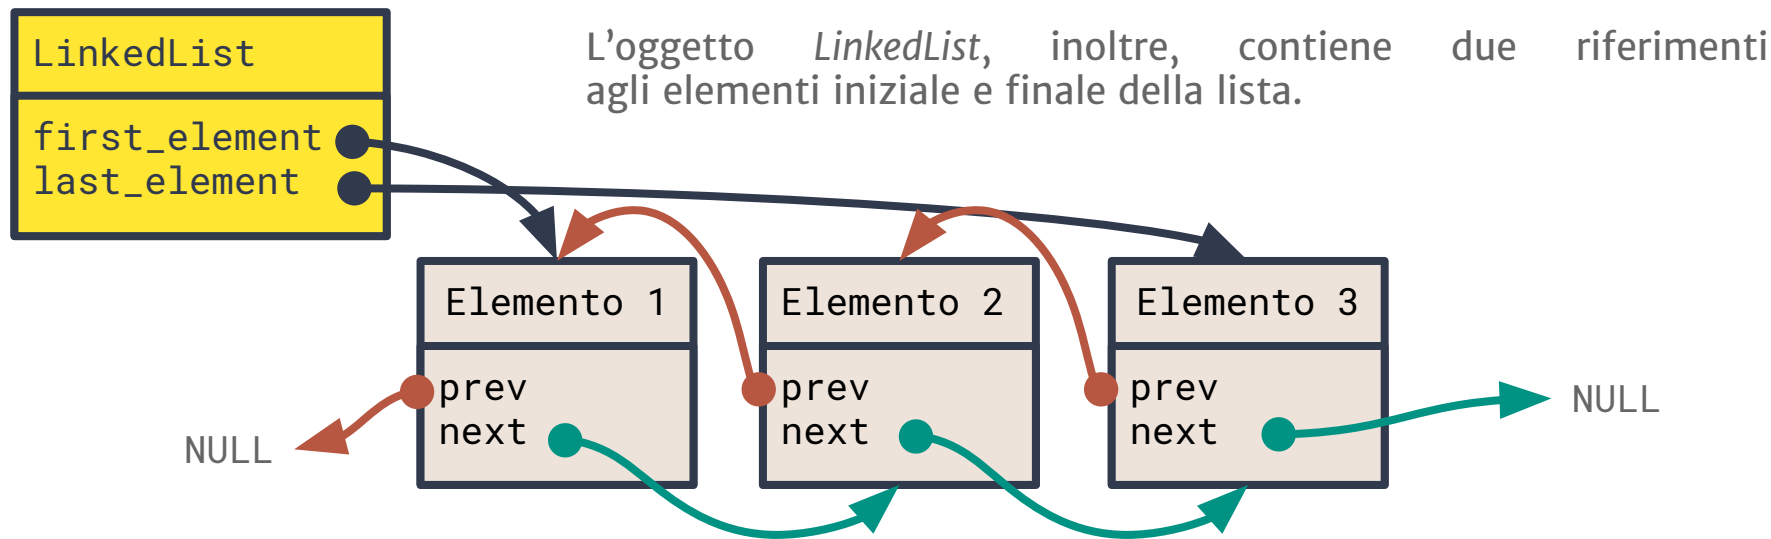 LinkedList
first_element
last_element
L’oggetto LinkedList, inoltre, contiene due riferimenti
agli elementi iniziale e finale della lista.
Elemento 1
prev
next
Elemento 2
prev
next
Elemento 3
prev
next
NULL
NULL